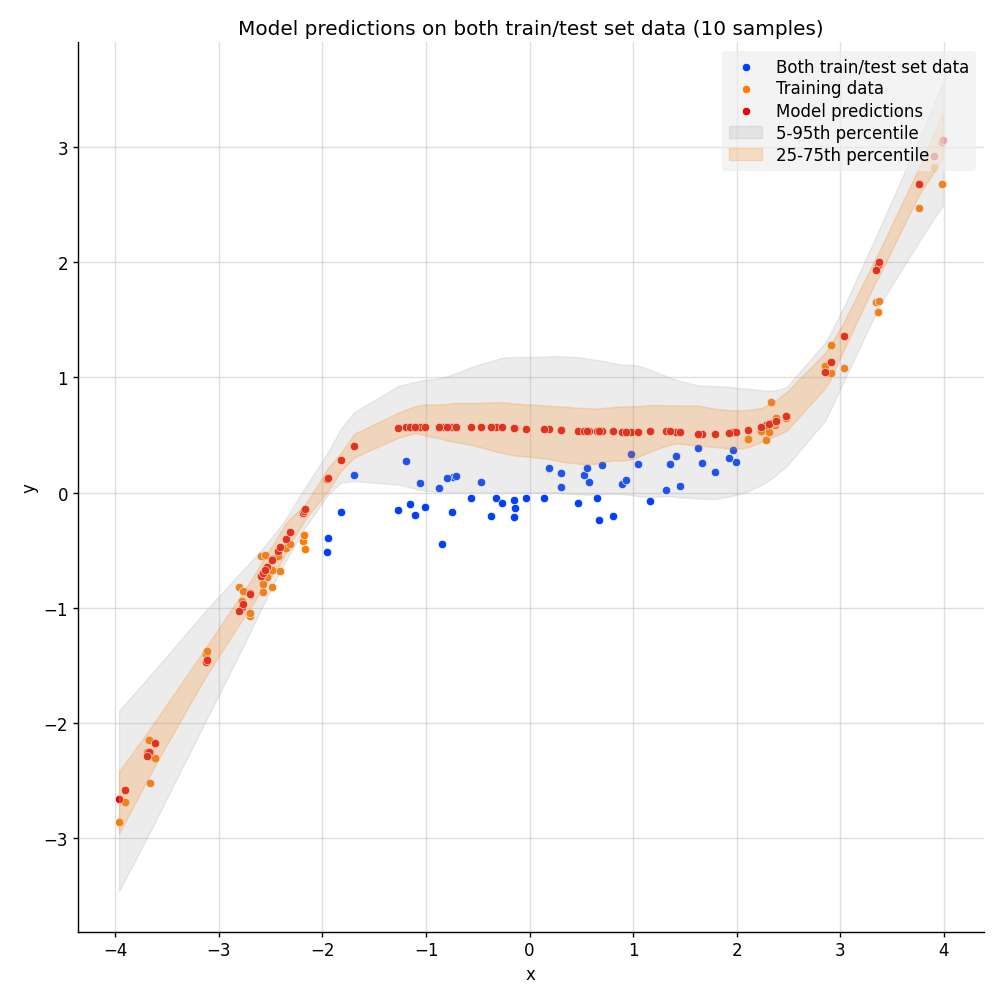 Model predictions on both train/test set data (10 samples)
Both train/test set data
Training data
Model predictions
5-95th percentile
25-75th percentile
3
2
1
0
−1
−2
−3
y
−4 −3 −2 −1 0 1 2 3 4
x